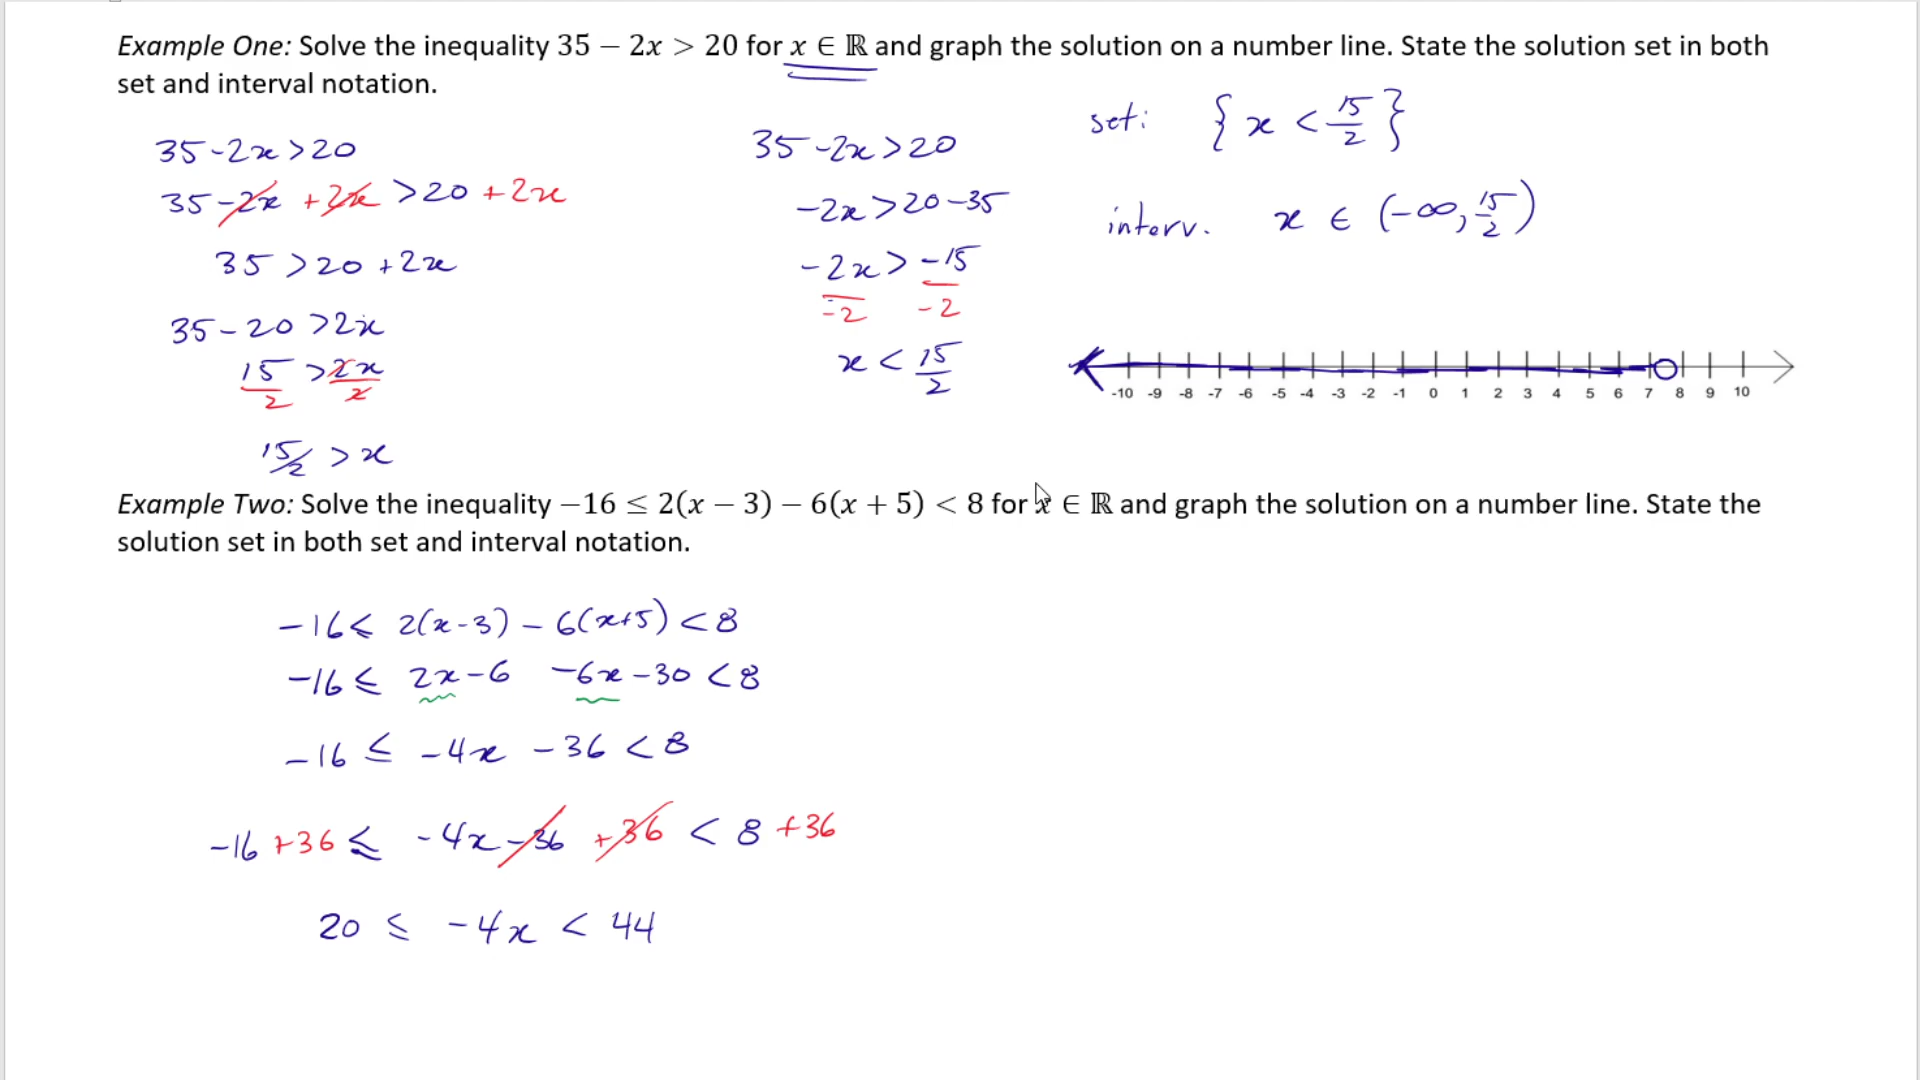 Example One: Solve the inequality 35 − 2x > 20 for x ∈ ℝ and graph the solution on a number line. State the solution set in both
set and interval notation.
35-2x>20
35-2x +2x >20 +2x
35 >20 +2x
35-20 >2x
15 >2x
2 2
15/2 > x
35-2x>20
-2x>20-35
-2x> -15
-2 -2
x < 15/2
set: { x < 15/2 }
interv. x ∈ (-∞, 15/2)
-10 -9 -8 -7 -6 -5 -4 -3 -2 -1 0 1 2 3 4 5 6 7 8 9 10
Example Two: Solve the inequality −16 ≤ 2(x − 3) − 6(x + 5) < 8 for x ∈ ℝ and graph the solution on a number line. State the
solution set in both set and interval notation.
-16≤ 2(x-3) - 6(x+5) <8
-16≤ 2x-6 -6x-30 <8
-16 ≤ -4x -36 <8
-16 +36 ≤ -4x-36 +36 < 8 +36
20 ≤ -4x < 44